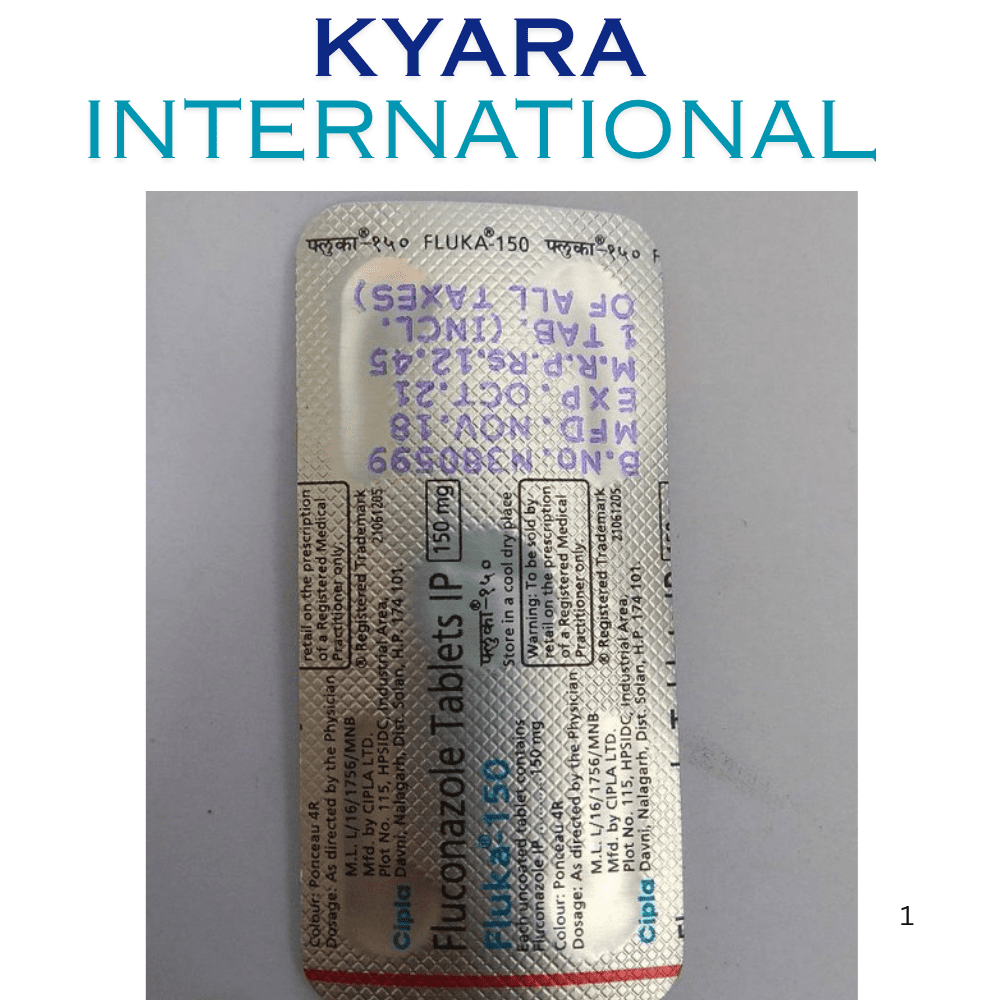 KYARA
INTERNATIONAL
फ्लुका®-१५० FLUKA®-150 फ्लुका®-१५० F
B.No. N380599
MFD. NOV.18
EXP. OCT.21
M.R.P.Rs.12.45
1 TAB. (INCL.
OF ALL TAXES)
retail on the prescription
of a Registered Medical
Practitioner only.
® Registered Trademark
21061205
Colour: Ponceau 4R
Dosage: As directed by the Physician
M.L. L/16/1756/MNB
Mfd. by CIPLA LTD.
Plot No. 115, HPSIDC, Industrial Area,
Cipla Davni, Nalagarh, Dist. Solan, H.P. 174 101
Fluconazole Tablets IP 150 mg
Fluka®-150 फ्लुका®-१५०
Each uncoated tablet contains
Fluconazole IP ........ 150 mg
Store in a cool dry place
Warning: To be sold by
retail on the prescription
of a Registered Medical
Practitioner only.
Colour: Ponceau 4R
Dosage: As directed by the Physician
® Registered Trademark
21061205
M.L. L/16/1756/MNB
Mfd. by CIPLA LTD.
Plot No. 115, HPSIDC, Industrial Area,
Cipla Davni, Nalagarh, Dist. Solan, H.P. 174 101
1